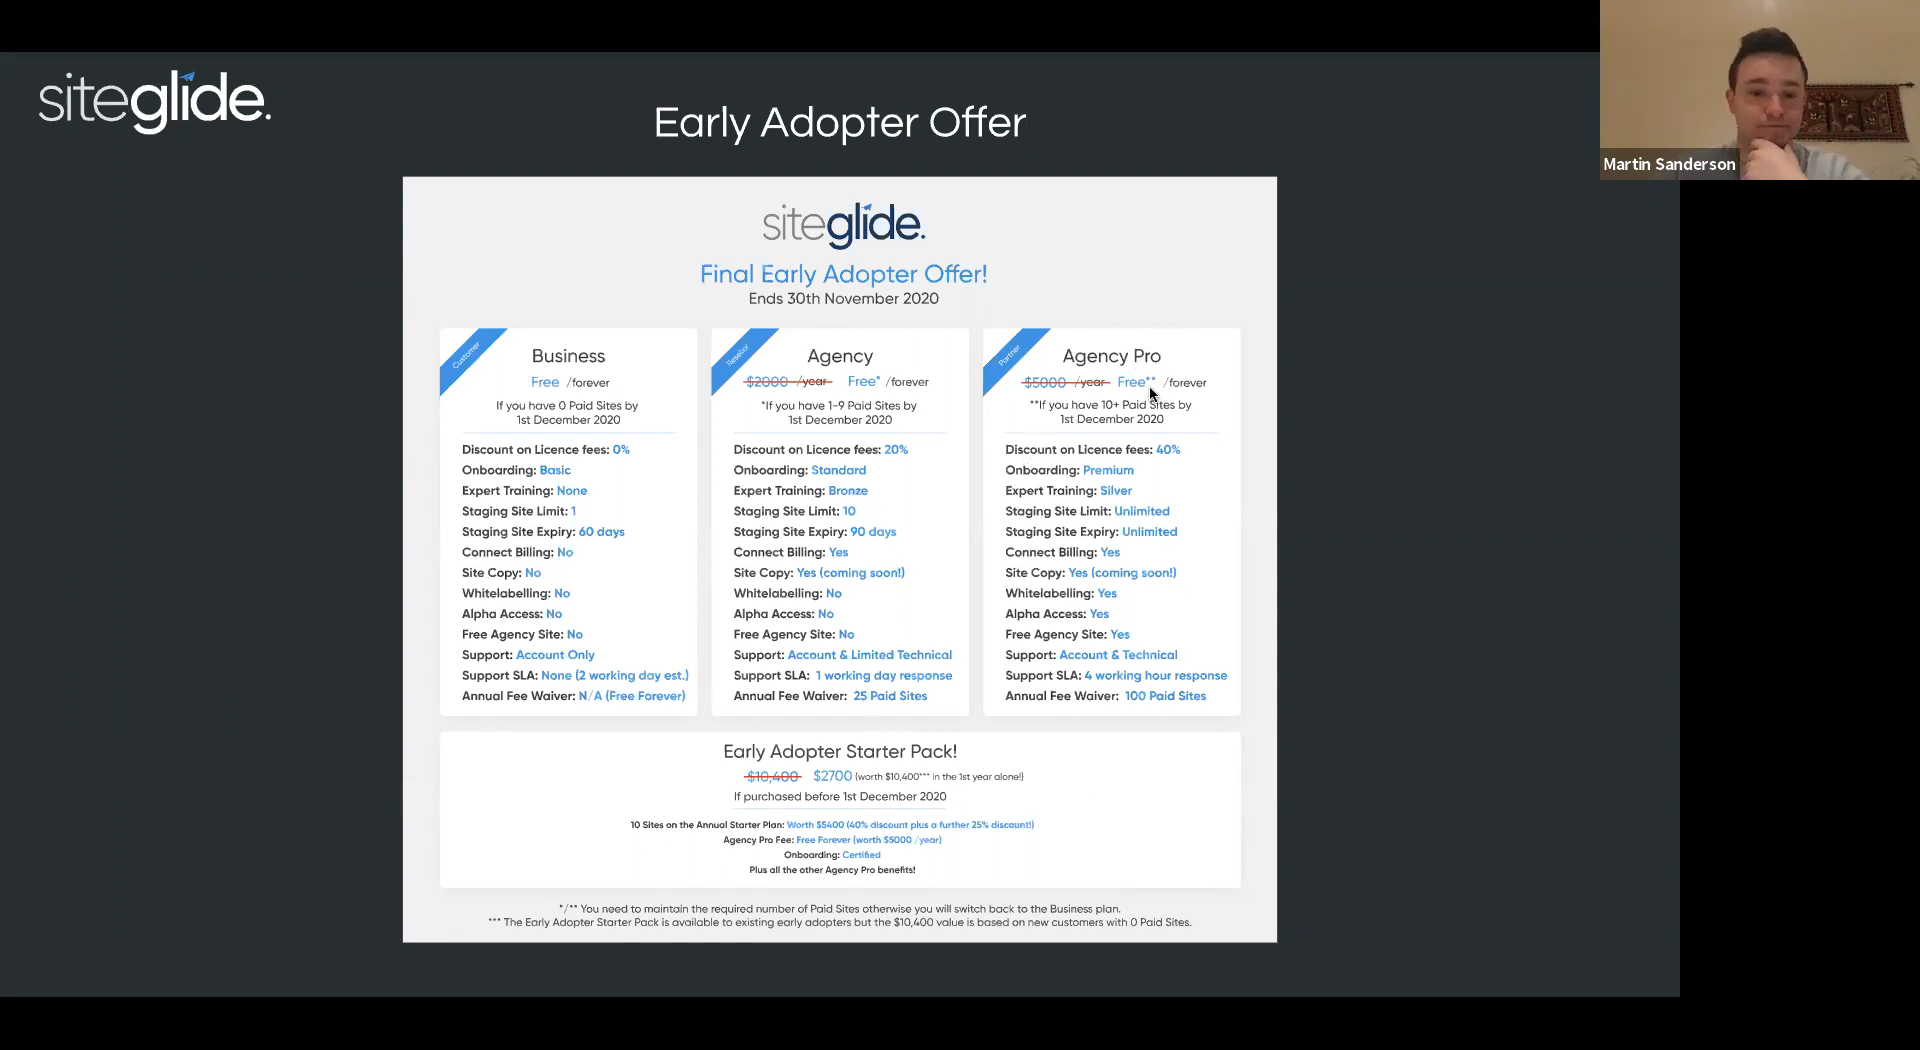 siteglide.
Early Adopter Offer
Martin Sanderson
siteglide.
Final Early Adopter Offer!
Ends 30th November 2020
Customer
Business
Free /forever
If you have 0 Paid Sites by
1st December 2020
Discount on Licence fees: 0%
Onboarding: Basic
Expert Training: None
Staging Site Limit: 1
Staging Site Expiry: 60 days
Connect Billing: No
Site Copy: No
Whitelabelling: No
Alpha Access: No
Free Agency Site: No
Support: Account Only
Support SLA: None (2 working day est.)
Annual Fee Waiver: N/A (Free Forever)
Reseller
Agency
$2000 /year Free* /forever
*If you have 1-9 Paid Sites by
1st December 2020
Discount on Licence fees: 20%
Onboarding: Standard
Expert Training: Bronze
Staging Site Limit: 10
Staging Site Expiry: 90 days
Connect Billing: Yes
Site Copy: Yes (coming soon!)
Whitelabelling: No
Alpha Access: No
Free Agency Site: No
Support: Account & Limited Technical
Support SLA: 1 working day response
Annual Fee Waiver: 25 Paid Sites
Partner
Agency Pro
$5000 /year Free** /forever
**If you have 10+ Paid Sites by
1st December 2020
Discount on Licence fees: 40%
Onboarding: Premium
Expert Training: Silver
Staging Site Limit: Unlimited
Staging Site Expiry: Unlimited
Connect Billing: Yes
Site Copy: Yes (coming soon!)
Whitelabelling: Yes
Alpha Access: Yes
Free Agency Site: Yes
Support: Account & Technical
Support SLA: 4 working hour response
Annual Fee Waiver: 100 Paid Sites
Early Adopter Starter Pack!
$10,400 $2700 (worth $10,400*** in the 1st year alone!)
If purchased before 1st December 2020
10 Sites on the Annual Starter Plan: Worth $5400 (40% discount plus a further 25% discount!)
Agency Pro Fee: Free Forever (worth $5000 /year)
Onboarding: Certified
Plus all the other Agency Pro benefits!
*/** You need to maintain the required number of Paid Sites otherwise you will switch back to the Business plan.
*** The Early Adopter Starter Pack is available to existing early adopters but the $10,400 value is based on new customers with 0 Paid Sites.